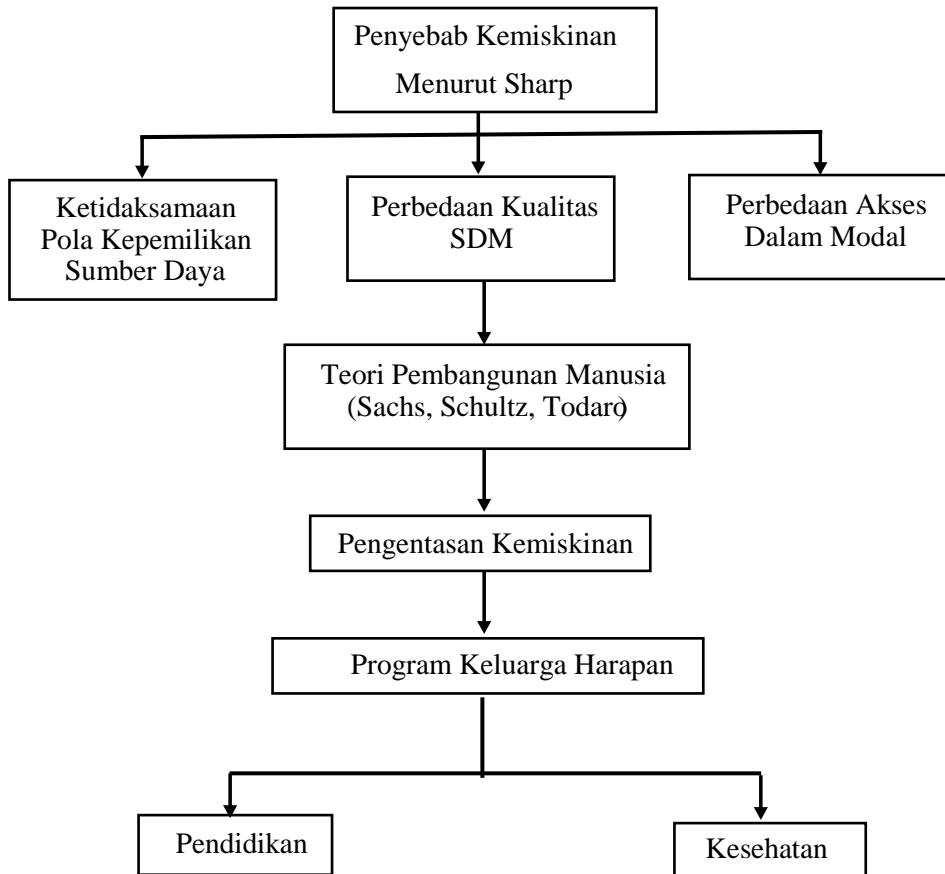 Penyebab Kemiskinan
Menurut Sharp
Ketidaksamaan
Pola Kepemilikan
Sumber Daya
Perbedaan Kualitas
SDM
Perbedaan Akses
Dalam Modal
Teori Pembangunan Manusia
(Sachs, Schultz, Todaro)
Pengentasan Kemiskinan
Program Keluarga Harapan
Pendidikan
Kesehatan